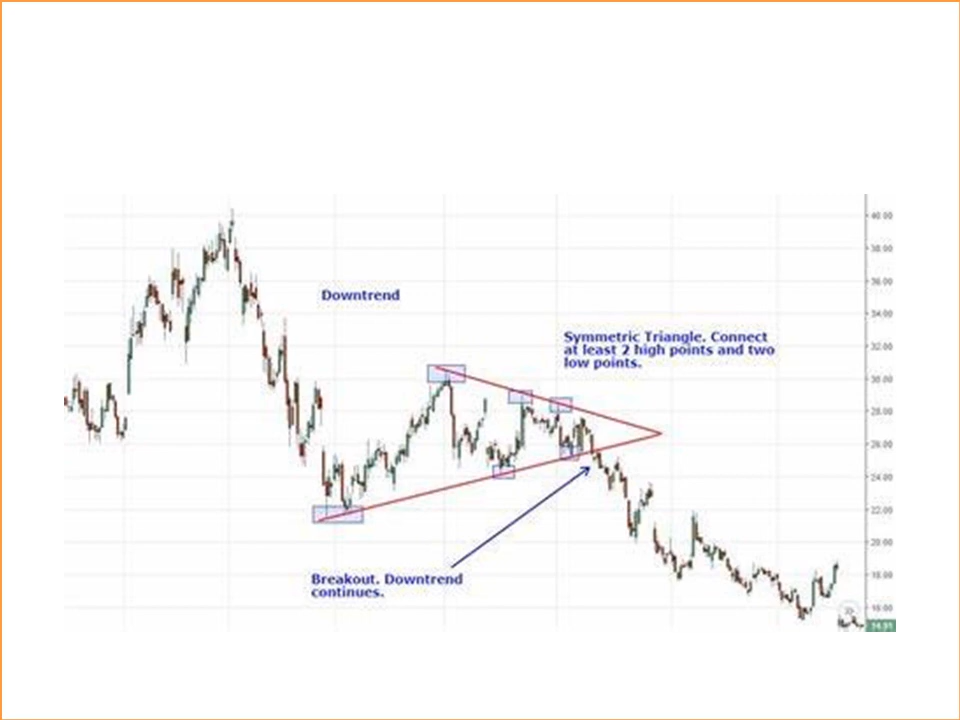 40.00
38.00
36.00
Downtrend
34.00
Symmetric Triangle. Connect
at least 2 high points and two
low points.
32.00
30.00
28.00
26.00
24.00
22.00
20.00
Breakout. Downtrend
continues.
18.00
16.00
14.91